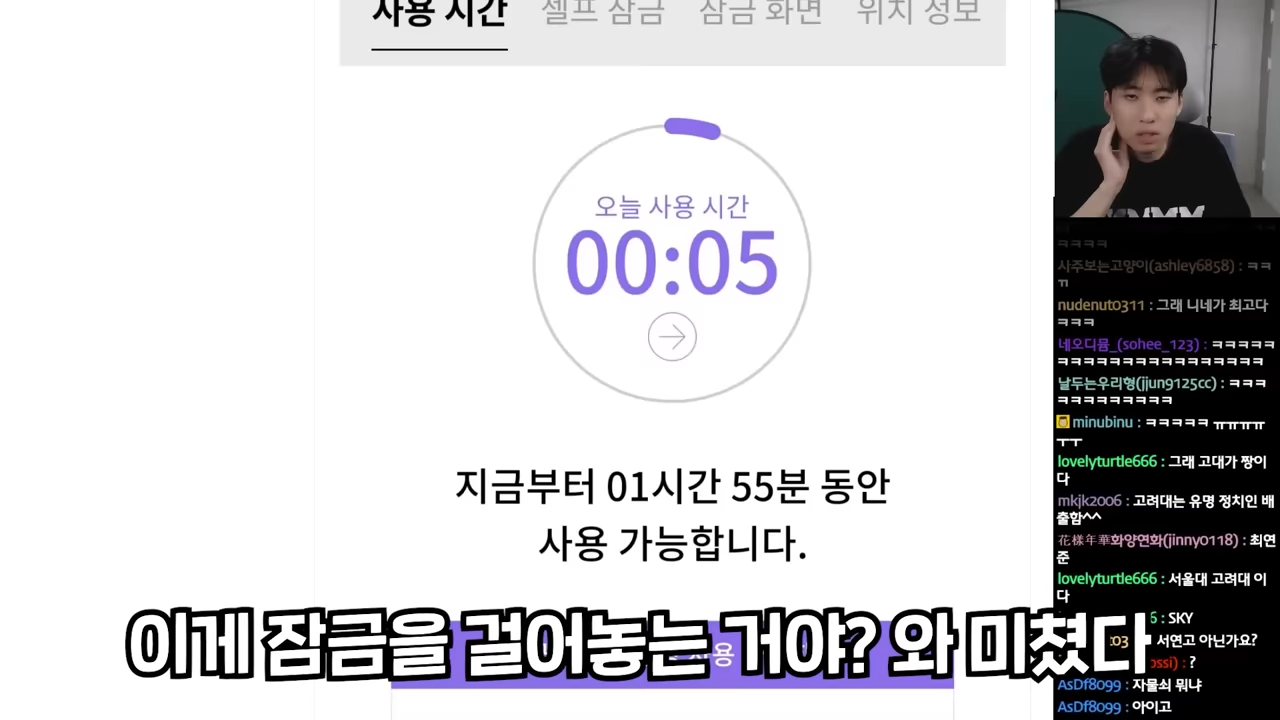 사용 시간 셀프 잠금 잠금 화면 위치 정보
오늘 사용 시간
00:05
지금부터 01시간 55분 동안
사용 가능합니다.
이게 잠금을 걸어놓는 거야? 와 미쳤다
ㅋㅋㅋㅋ
사주보는고양이(ashley6858) : ㅋㅋ
ㄲ
nudenut0311 : 그래 니네가 최고다
ㅋㅋㅋ
네오디뮴_(sohee_123) : ㅋㅋㅋㅋㅋ
ㅋㅋㅋㅋㅋㅋㅋㅋㅋㅋㅋㅋㅋㅋㅋㅋ
날두는우리형(jjun9125cc) : ㅋㅋㅋ
ㅋㅋㅋㅋㅋㅋㅋㅋㅋ
minubinu : ㅋㅋㅋㅋㅋ ㅠㅠㅠㅠ
ㅜㅜ
lovelyturtle666 : 그래 고대가 짱이
다
mkjk2006 : 고려대는 유명 정치인 배
출함^^
花樣年華화양연화(jinny0118) : 최연
준
lovelyturtle666 : 서울대 고려대 이
다
6 : SKY
03 서연고 아닌가요?
ossi) : ?
AsDf8099 : 자물쇠 뭐냐
AsDf8099 : 아이고